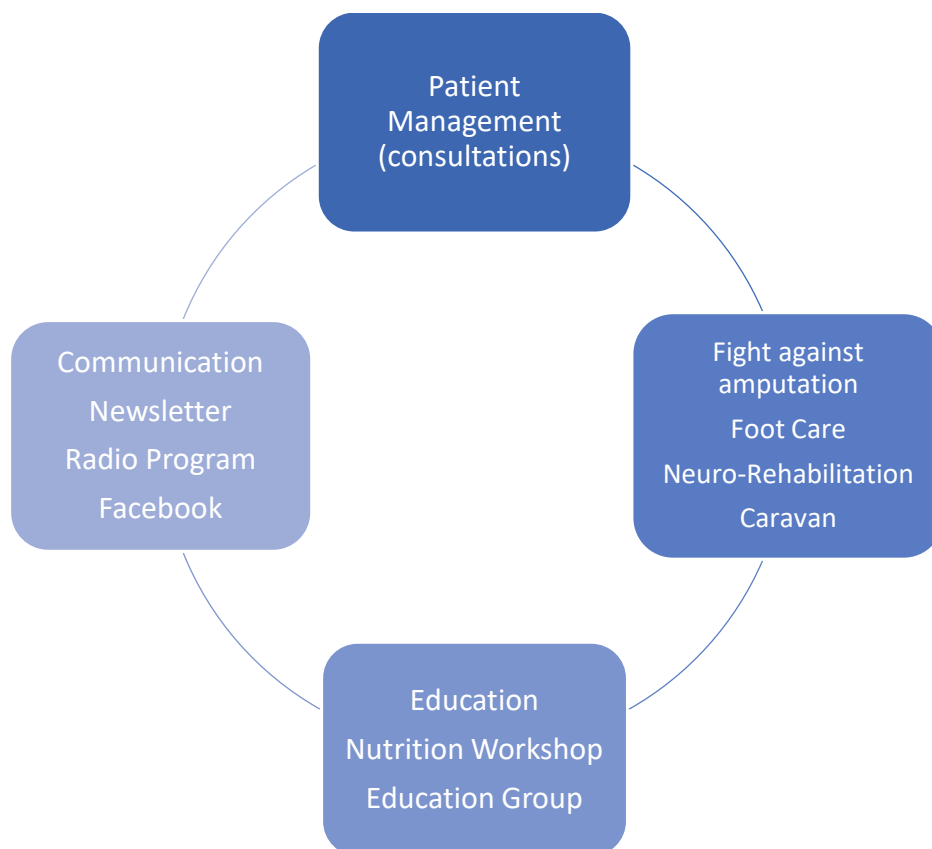 Patient
Management
(consultations)
Communication
Newsletter
Radio Program
Facebook
Fight against
amputation
Foot Care
Neuro-Rehabilitation
Caravan
Education
Nutrition Workshop
Education Group